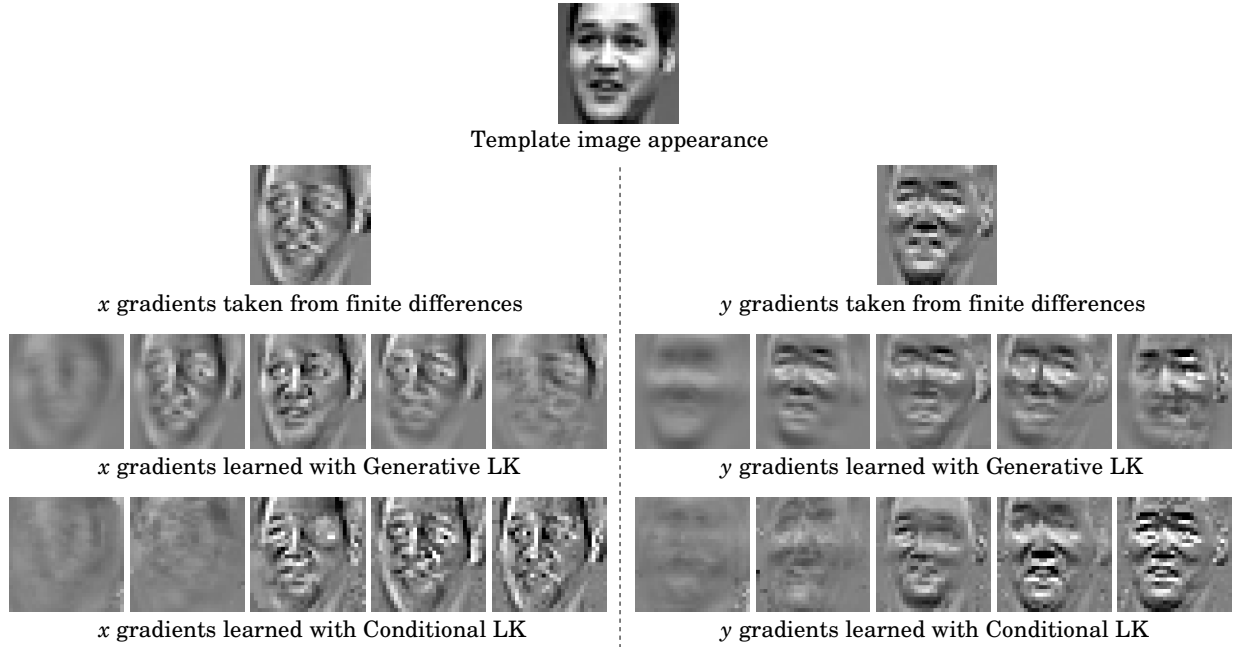 Template image appearance
x gradients taken from finite differences
y gradients taken from finite differences
x gradients learned with Generative LK
y gradients learned with Generative LK
x gradients learned with Conditional LK
y gradients learned with Conditional LK